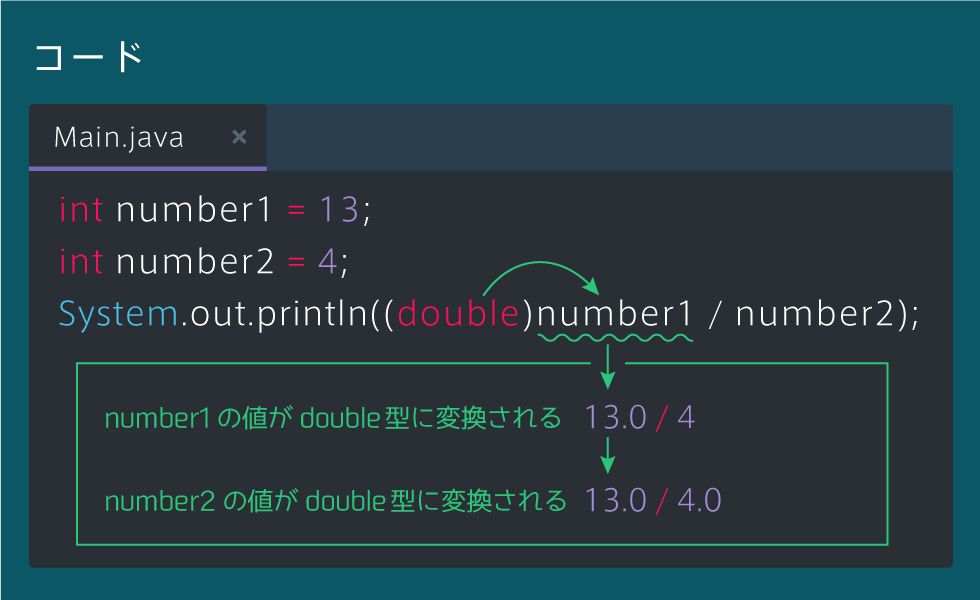 コード
Main.java ×
int number1 = 13;
int number2 = 4;
System.out.println((double)number1 / number2);
number1 の値が double 型に変換される 13.0 / 4
number2 の値が double 型に変換される 13.0 / 4.0